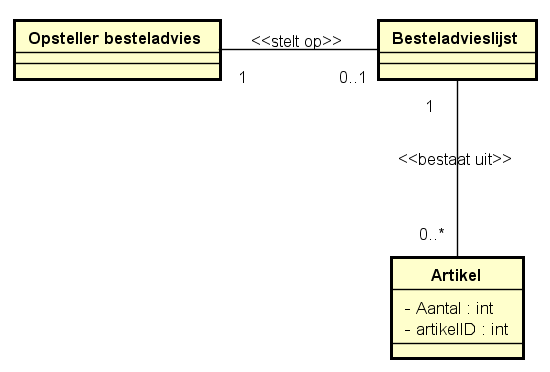 Opsteller besteladvies
<<stelt op>>
Besteladvieslijst
1
0..1
1
<<bestaat uit>>
0..*
Artikel
- Aantal : int
- artikelID : int